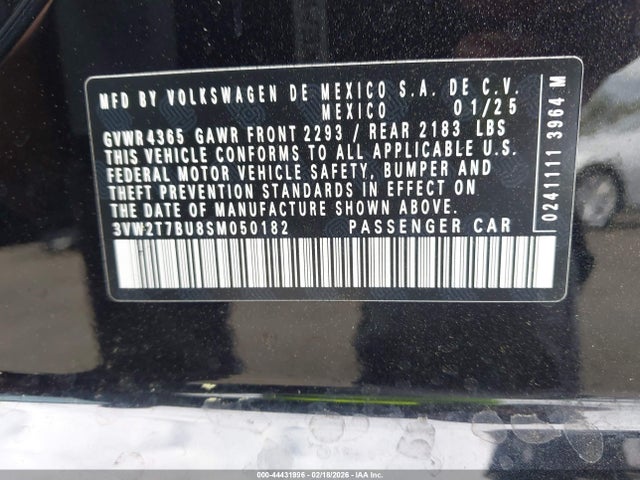 MFD BY VOLKSWAGEN DE MEXICO S.A. DE C.V.
MEXICO 01/25
GVWR 4365 GAWR FRONT 2293 / REAR 2183 LBS
THIS VEHICLE CONFORMS TO ALL APPLICABLE U.S.
FEDERAL MOTOR VEHICLE SAFETY, BUMPER AND
THEFT PREVENTION STANDARDS IN EFFECT ON
THE DATE OF MANUFACTURE SHOWN ABOVE.
3VW2T7BU8SM050182 PASSENGER CAR
0241111 3964 M
000-44431896 - 02/18/2026 - IAA Inc.